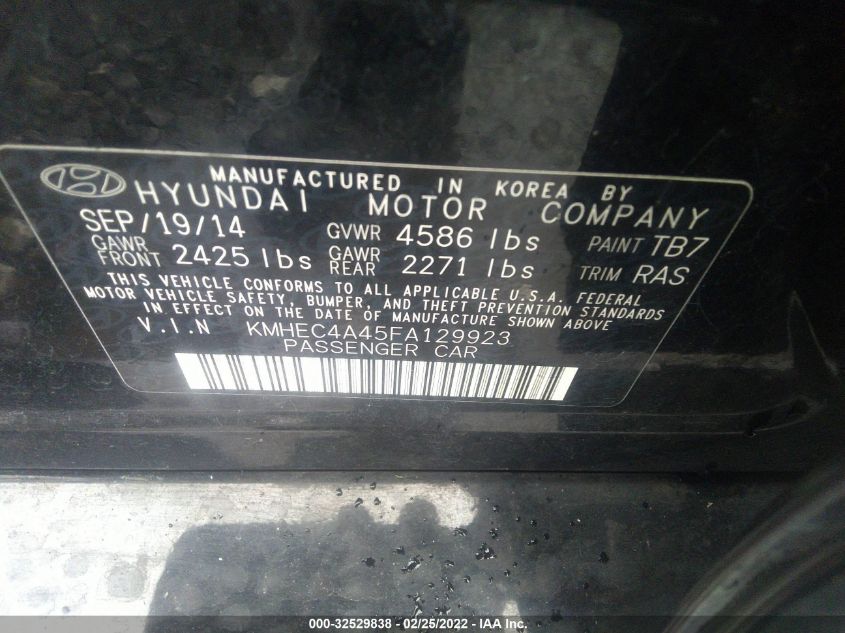 MANUFACTURED IN KOREA BY
HYUNDAI MOTOR COMPANY
SEP/19/14 GVWR 4586 lbs PAINT TB7
GAWR FRONT 2425 lbs GAWR REAR 2271 lbs TRIM RAS
THIS VEHICLE CONFORMS TO ALL APPLICABLE U.S.A. FEDERAL
MOTOR VEHICLE SAFETY, BUMPER, AND THEFT PREVENTION STANDARDS
IN EFFECT ON THE DATE OF MANUFACTURE SHOWN ABOVE
V.I.N KMHEC4A45FA129923
PASSENGER CAR
000-32529838 - 02/25/2022 - IAA Inc.